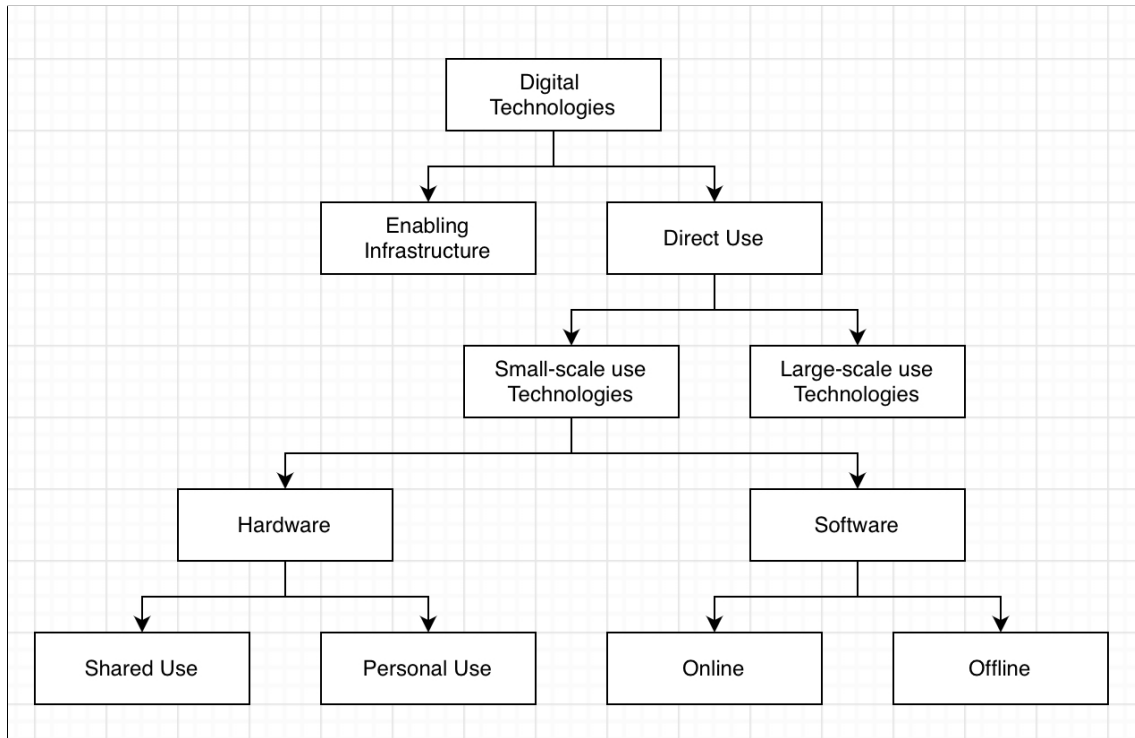 Digital
Technologies
Enabling
Infrastructure
Direct Use
Small-scale use
Technologies
Large-scale use
Technologies
Hardware
Software
Shared Use
Personal Use
Online
Offline